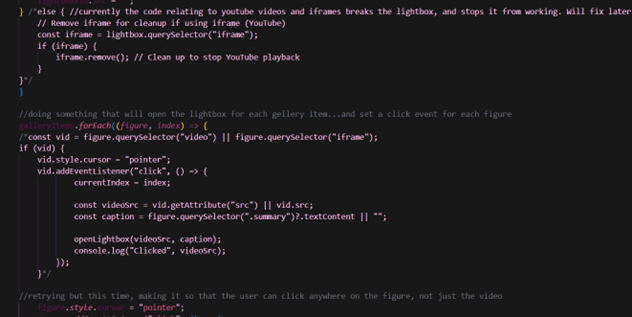 } /*else { //currently the code relating to youtube videos and iframes breaks the lightbox, and stops it from working. Will fix later
// Remove iframe for cleanup if using iframe (YouTube)
const iframe = lightbox.querySelector("iframe");
if (iframe) {
iframe.remove(); // Clean up to stop YouTube playback
}
}*/
}
//doing something that will open the lightbox for each gellery item...and set a click event for each figure
galleryItems.forEach((figure, index) => {
/*const vid = figure.querySelector("video") || figure.querySelector("iframe");
if (vid) {
vid.style.cursor = "pointer";
vid.addEventListener("click", () => {
currentIndex = index;
const videoSrc = vid.getAttribute("src") || vid.src;
const caption = figure.querySelector(".summary")?.textContent || "";
openLightbox(videoSrc, caption);
console.log("Clicked", videoSrc);
});
}*/
//retrying but this time, making it so that the user can click anywhere on the figure, not just the video
figure.style.cursor = "pointer";